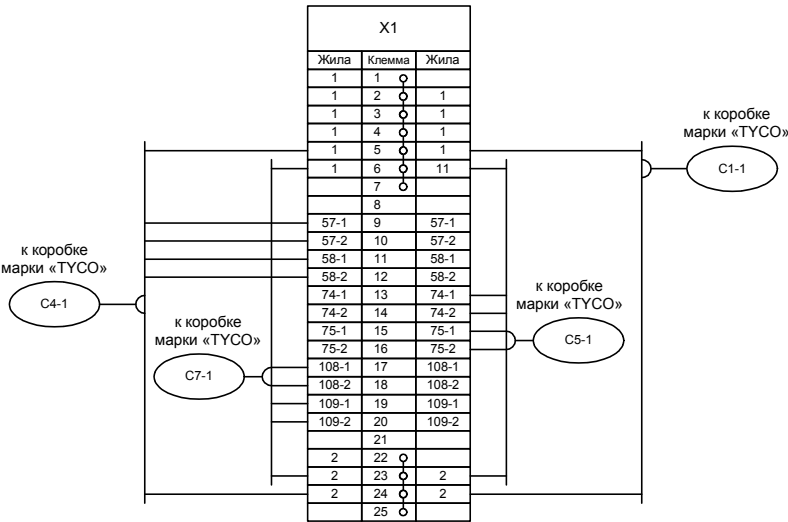 X1
Жила Клемма Жила
1 1
1 2 1
1 3 1
1 4 1
1 5 1
1 6 11
7
8
57-1 9 57-1
57-2 10 57-2
58-1 11 58-1
58-2 12 58-2
74-1 13 74-1
74-2 14 74-2
75-1 15 75-1
75-2 16 75-2
108-1 17 108-1
108-2 18 108-2
109-1 19 109-1
109-2 20 109-2
21
2 22
2 23 2
2 24 2
25
к коробке
марки «TYCO»
C4-1
к коробке
марки «TYCO»
C7-1
к коробке
марки «TYCO»
C1-1
к коробке
марки «TYCO»
C5-1